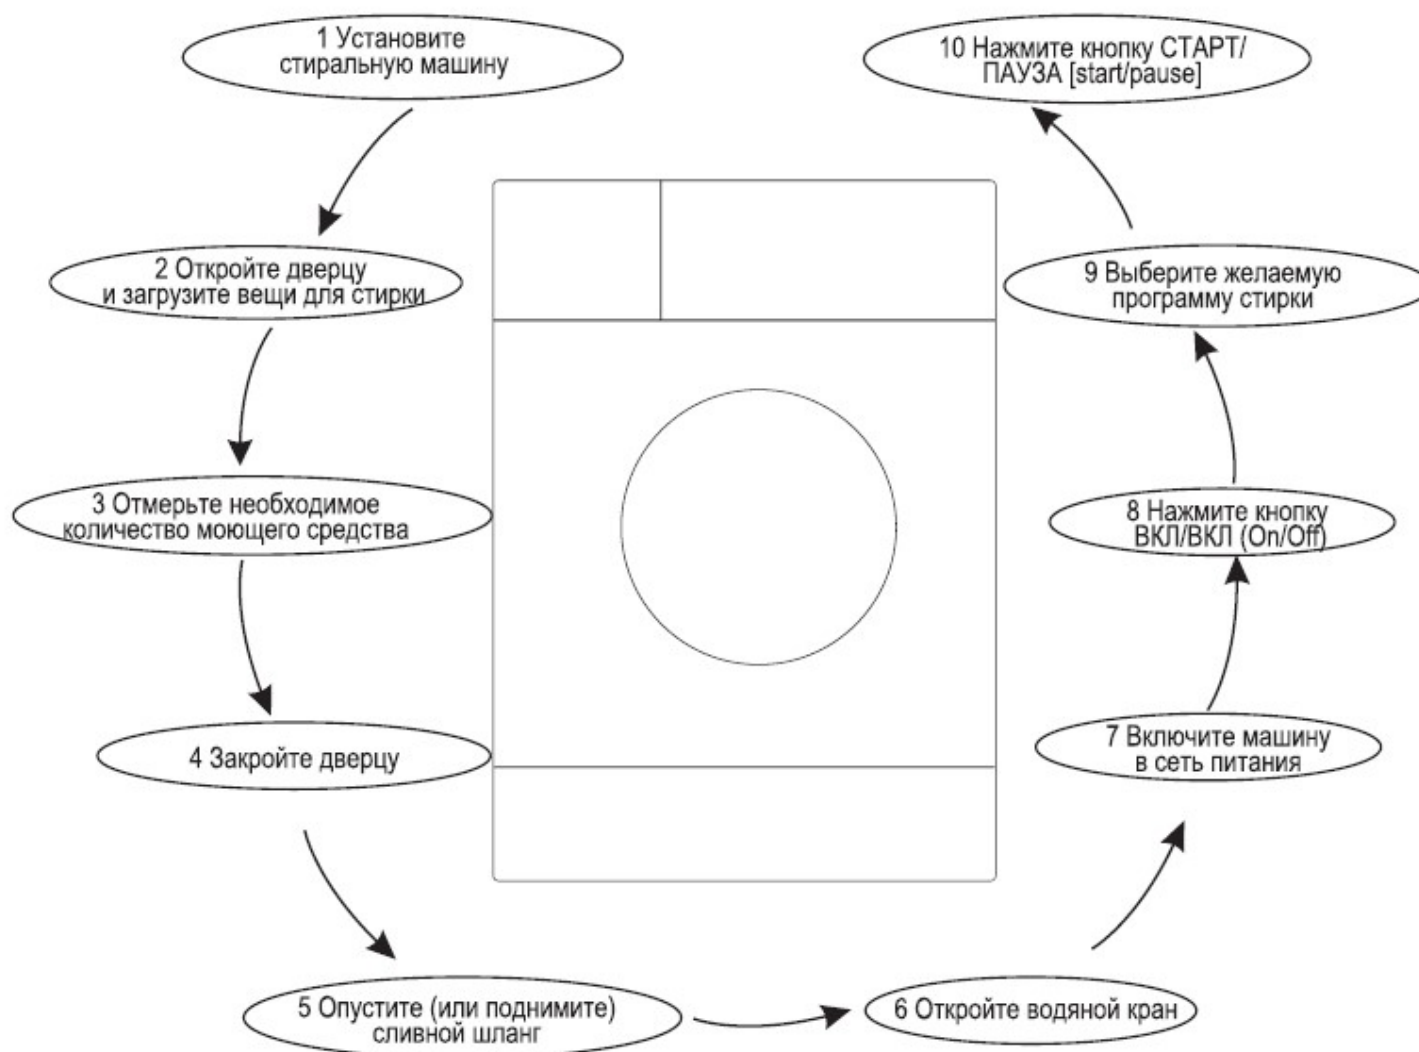 1 Установите
стиральную машину
2 Откройте дверцу
и загрузите вещи для стирки
3 Отмерьте необходимое
количество моющего средства
4 Закройте дверцу
5 Опустите (или поднимите)
сливной шланг
6 Откройте водяной кран
7 Включите машину
в сеть питания
8 Нажмите кнопку
ВКЛ/ВКЛ (On/Off)
9 Выберите желаемую
программу стирки
10 Нажмите кнопку СТАРТ/
ПАУЗА [start/pause]